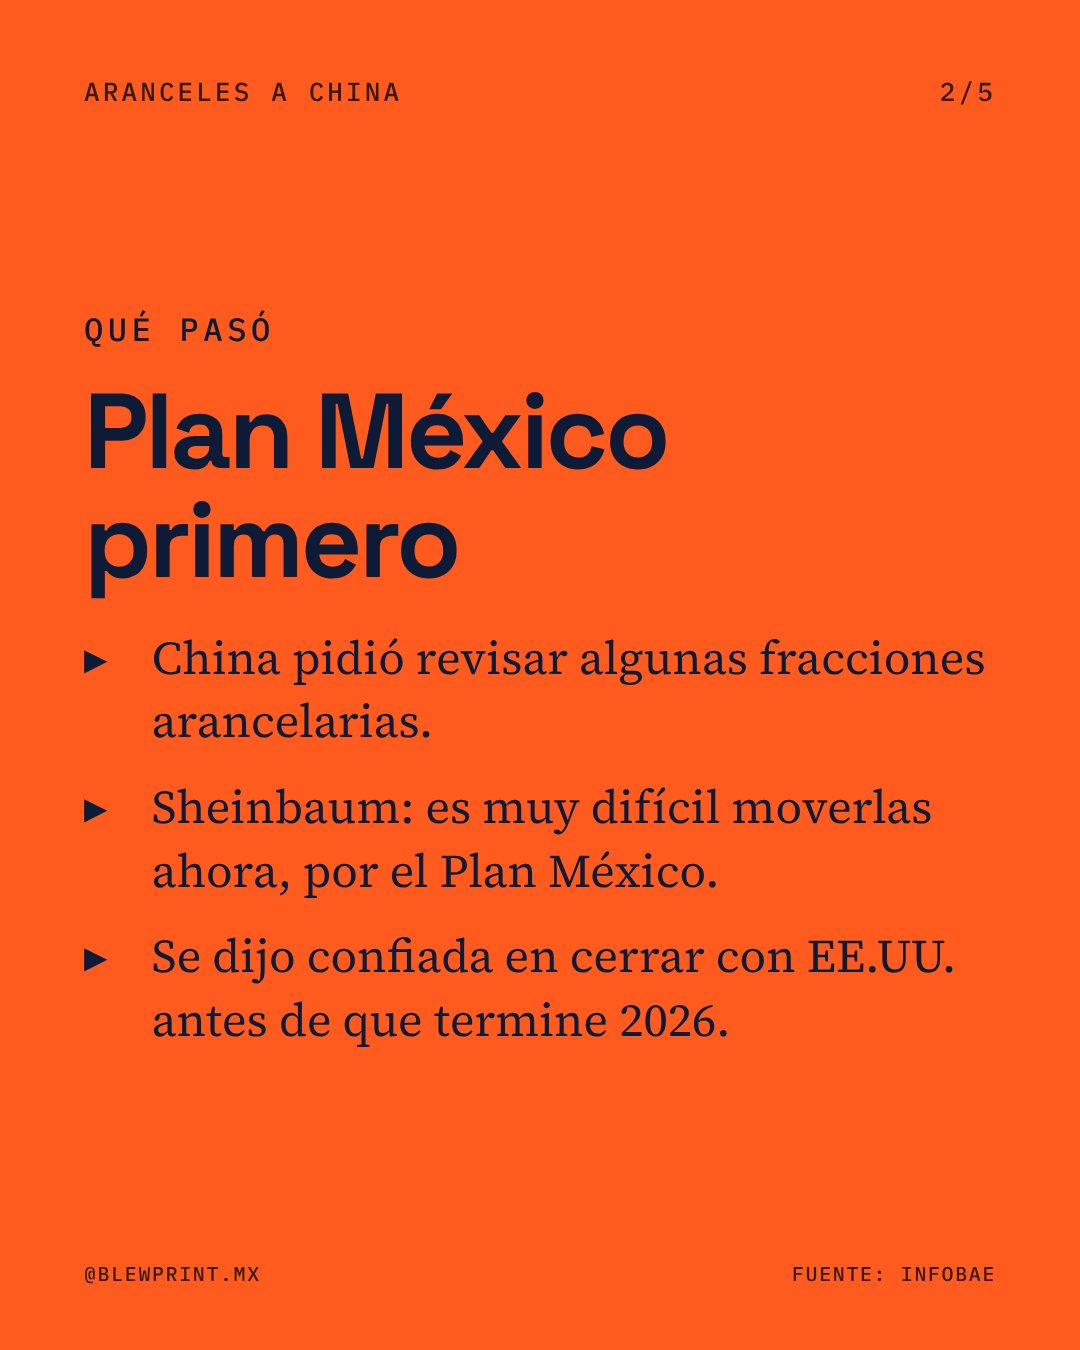 ARANCELES A CHINA
2/5
QUÉ PASÓ
Plan México
primero
▶ China pidió revisar algunas fracciones
arancelarias.
▶ Sheinbaum: es muy difícil moverlas
ahora, por el Plan México.
▶ Se dijo confiada en cerrar con EE.UU.
antes de que termine 2026.
@BLEWPRINT.MX
FUENTE: INFOBAE